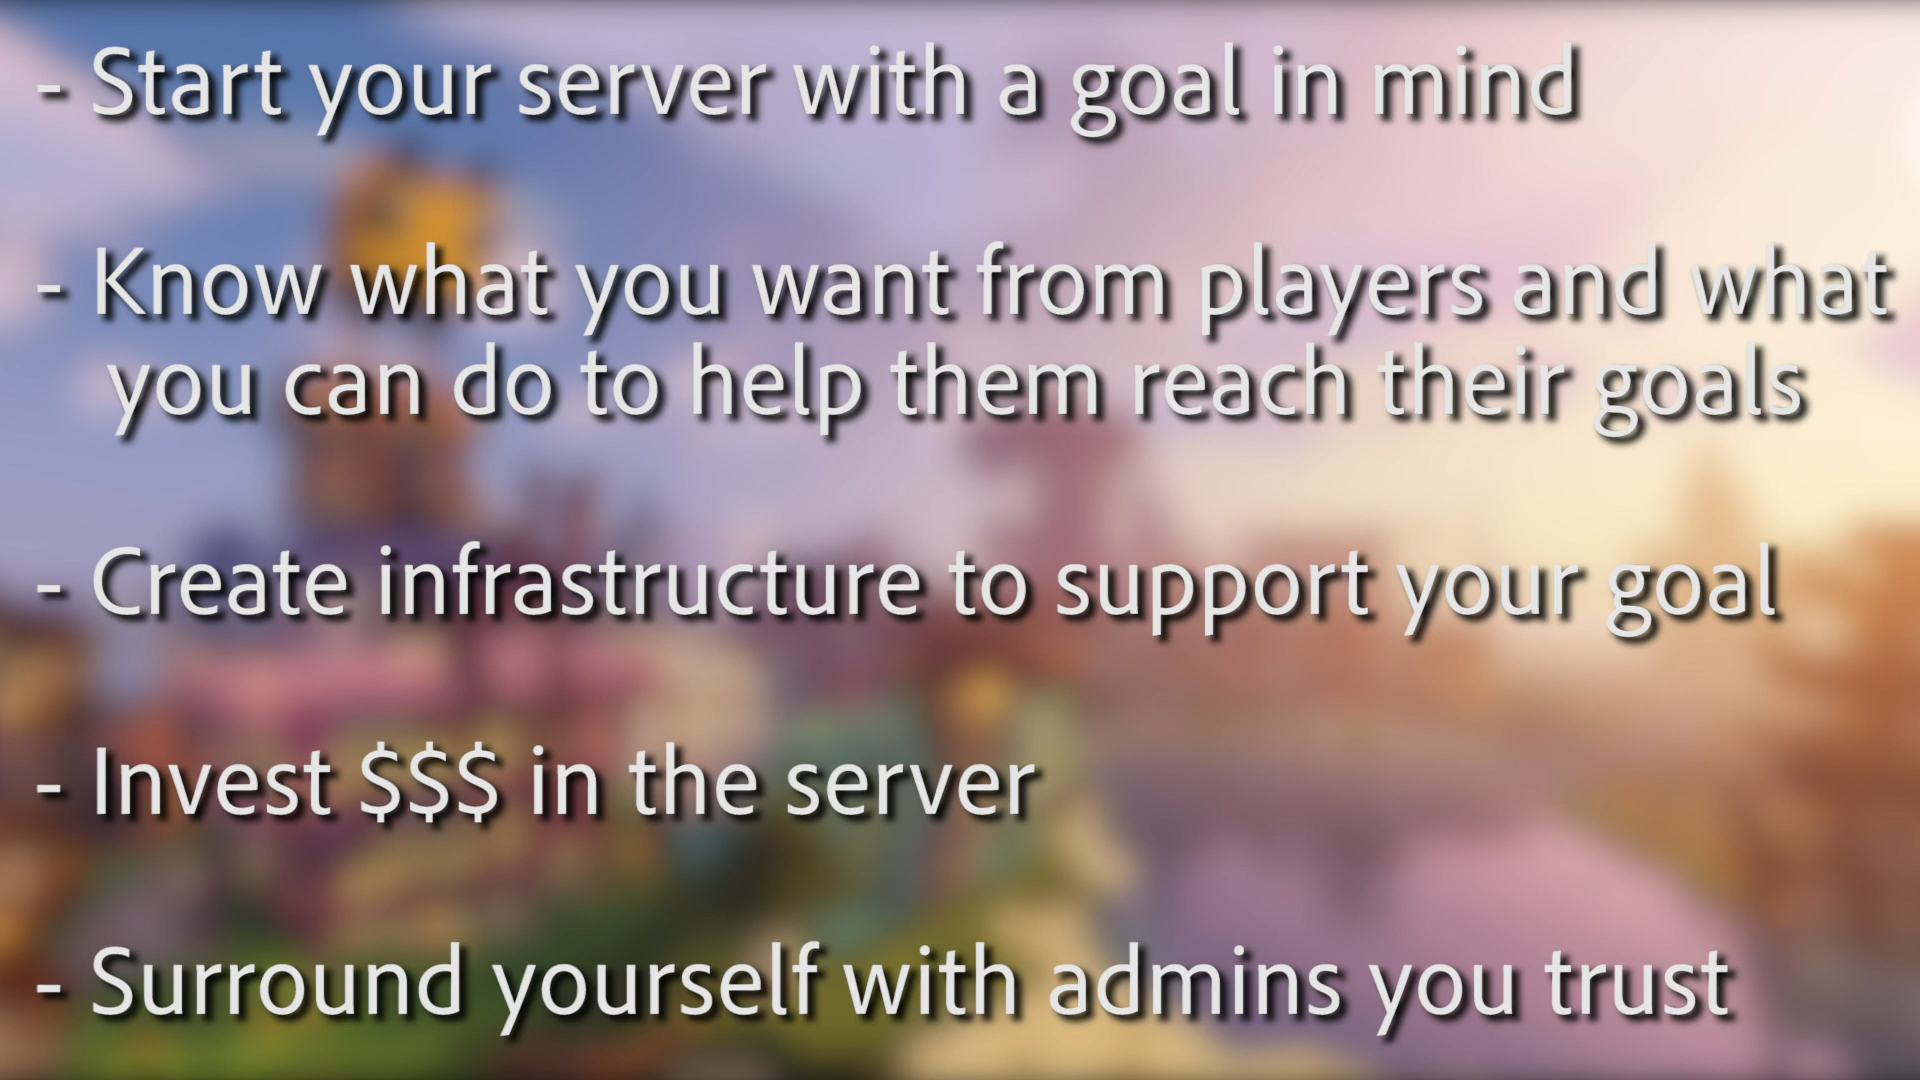 - Start your server with a goal in mind
- Know what you want from players and what
you can do to help them reach their goals
- Create infrastructure to support your goal
- Invest $$$ in the server
- Surround yourself with admins you trust